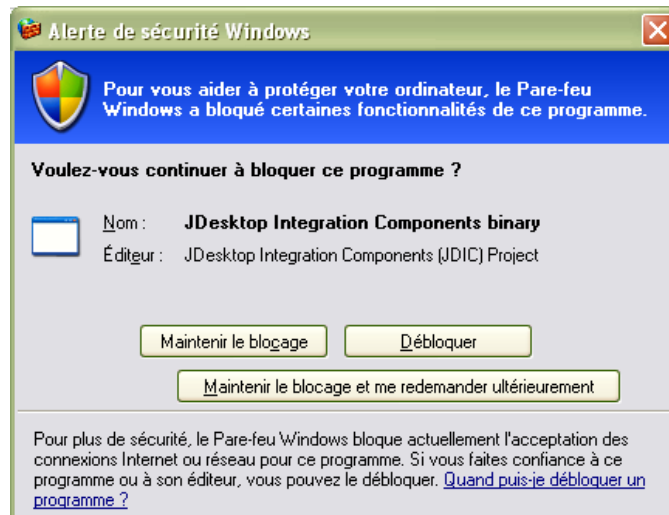 Alerte de sécurité Windows
Pour vous aider à protéger votre ordinateur, le Pare-feu
Windows a bloqué certaines fonctionnalités de ce programme.
Voulez-vous continuer à bloquer ce programme ?
Nom : JDesktop Integration Components binary
Éditeur : JDesktop Integration Components (JDIC) Project
Maintenir le blocage Débloquer
Maintenir le blocage et me redemander ultérieurement
Pour plus de sécurité, le Pare-feu Windows bloque actuellement l'acceptation des
connexions Internet ou réseau pour ce programme. Si vous faites confiance à ce
programme ou à son éditeur, vous pouvez le débloquer. Quand puis-je débloquer un
programme ?